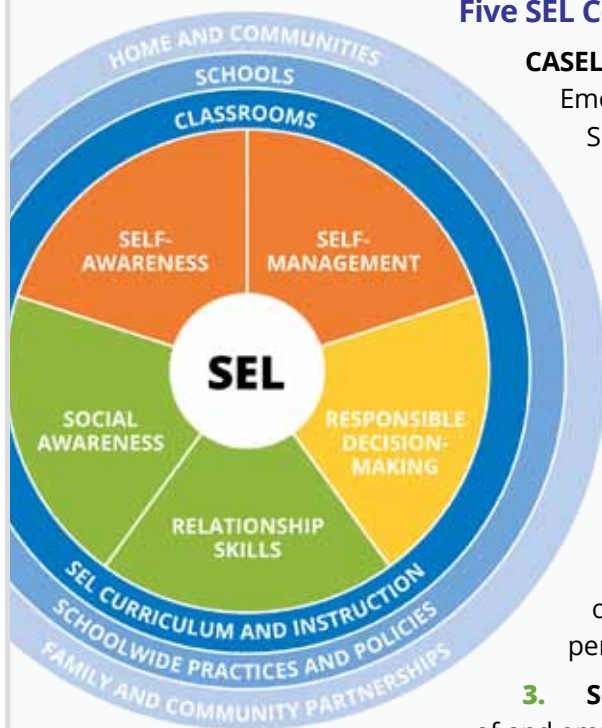 Five SEL C
CASEL
Eme
S
HOME AND COMMUNITIES
SCHOOLS
CLASSROOMS
SELF-
AWARENESS
SELF-
MANAGEMENT
SEL
SOCIAL
AWARENESS
RESPONSIBLE
DECISION-
MAKING
RELATIONSHIP
SKILLS
SEL CURRICULUM AND INSTRUCTION
SCHOOLWIDE PRACTICES AND POLICIES
FAMILY AND COMMUNITY PARTNERSHIPS
per
3. S